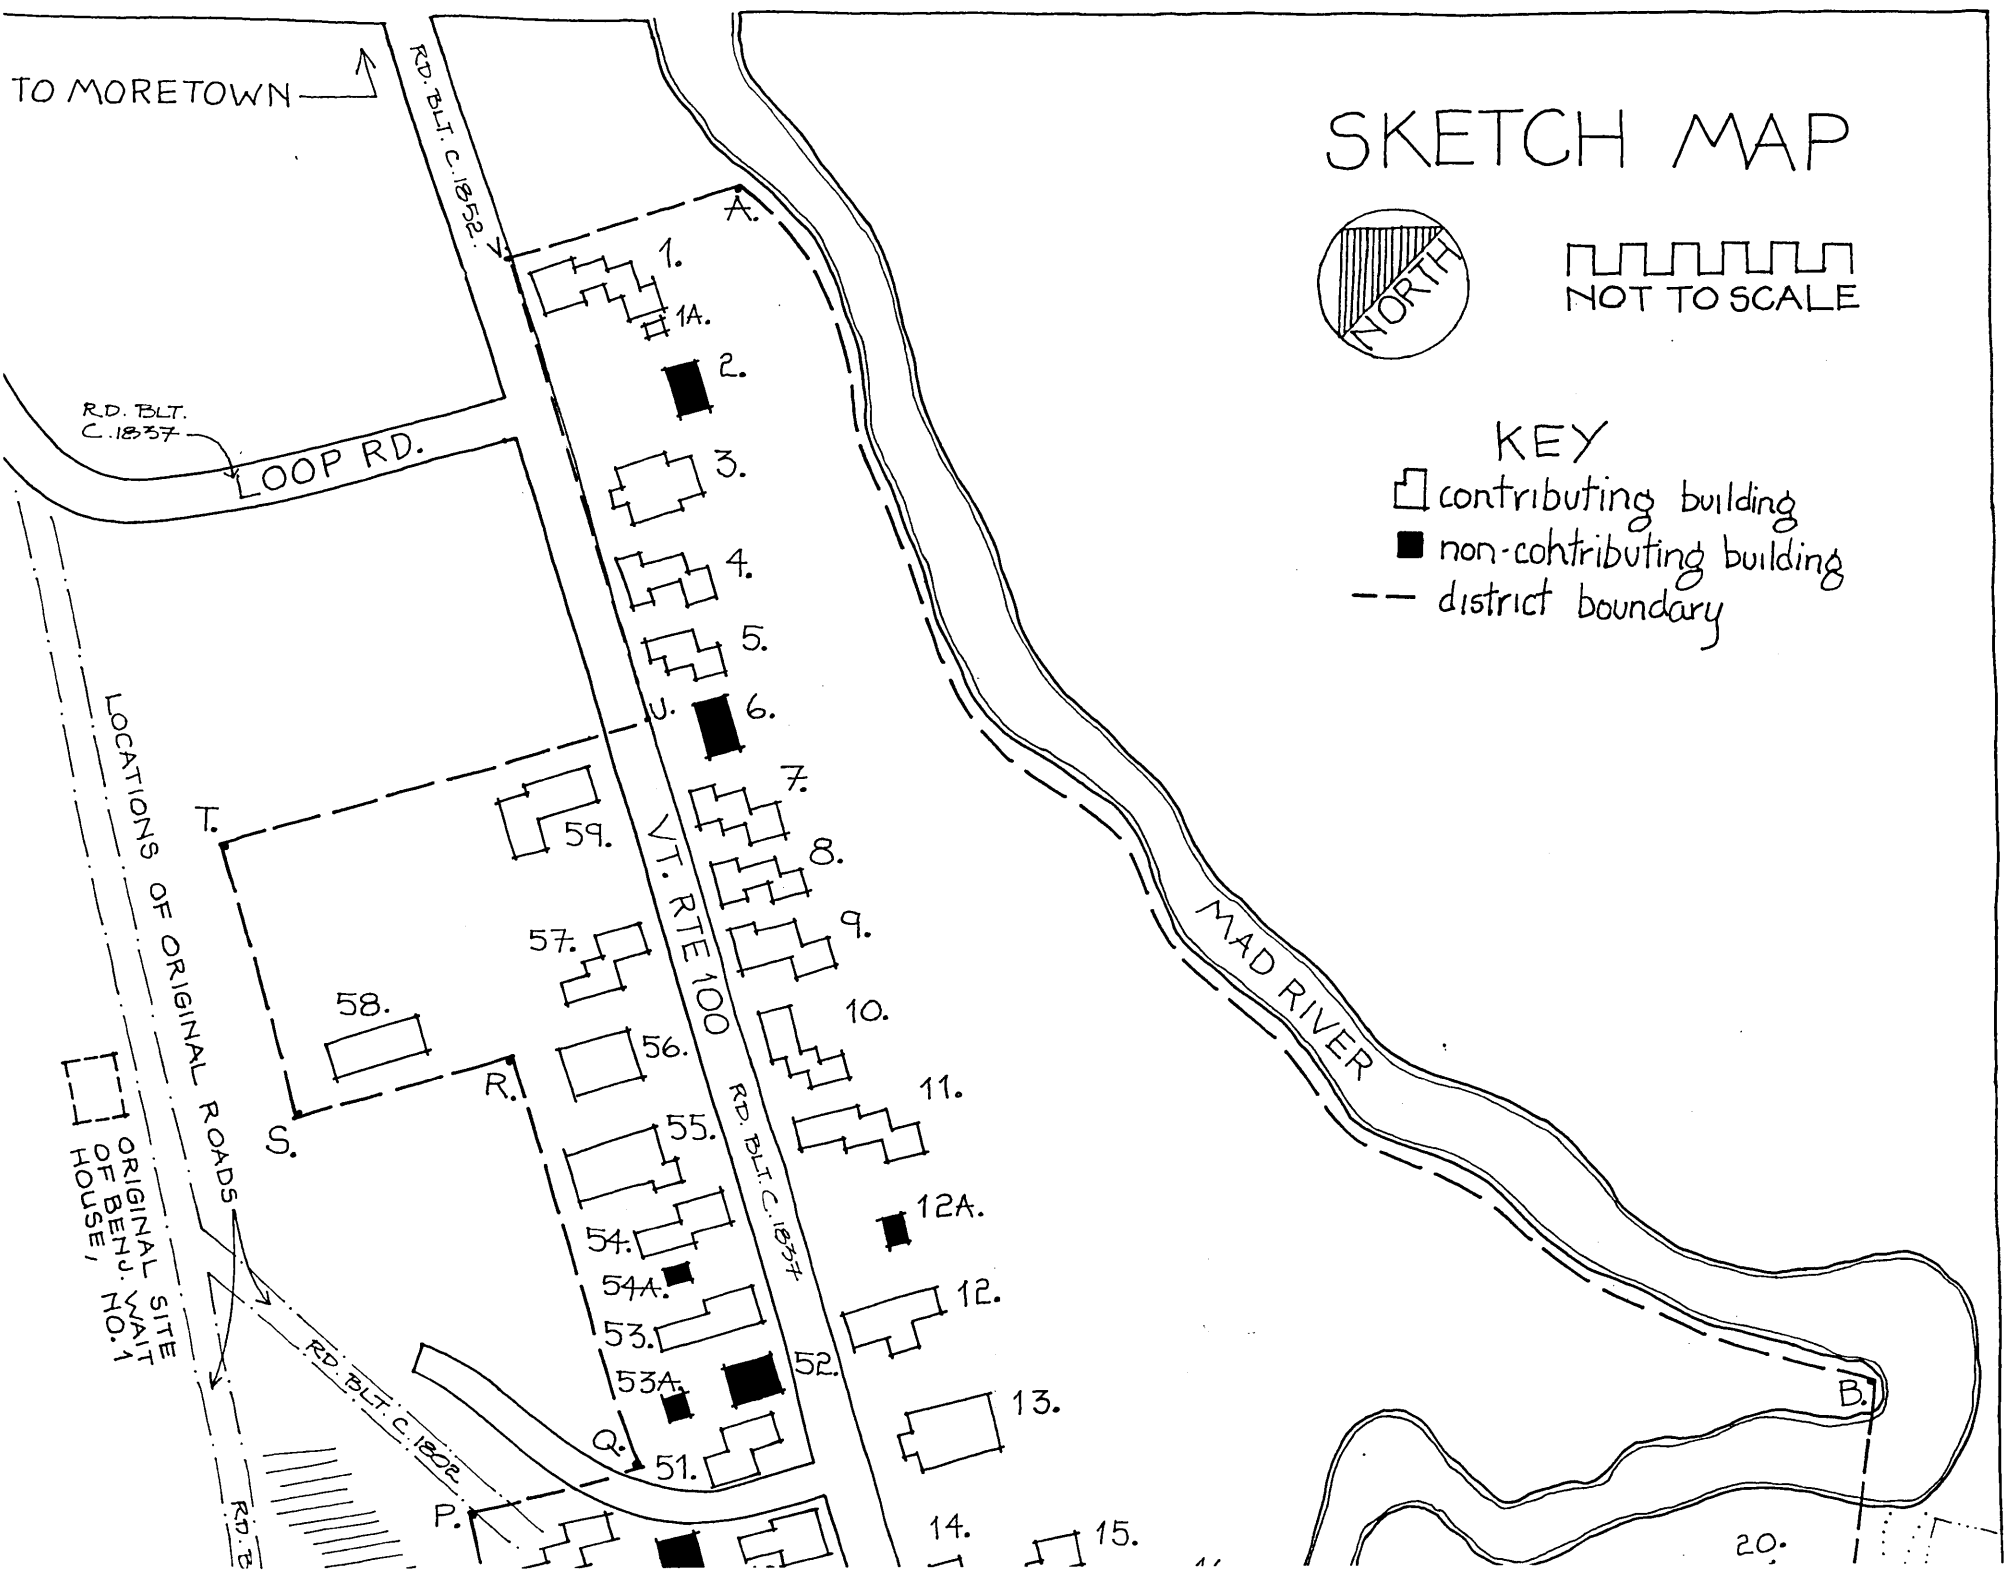 TO MORETOWN
RD. BLT. C. 1852.
SKETCH MAP
NORTH
NOT TO SCALE
KEY
contributing building
non-contributing building
district boundary
A.
V.
1.
1A.
2.
RD. BLT.
C. 1837
LOOP RD.
3.
4.
5.
U.
6.
LOCATIONS OF ORIGINAL ROADS
7.
T.
59.
VT. RTE 100
8.
9.
MAD RIVER
57.
58.
10.
56.
R.
11.
RD. BLT. C. 1837
S.
55.
ORIGINAL SITE
OF BENJ. WAIT
HOUSE, NO. 1
12A.
54.
54A.
12.
53.
RD. BLT. C. 1802
52.
53A.
B.
13.
Q.
51.
P.
RD. B
14.
15.
20.